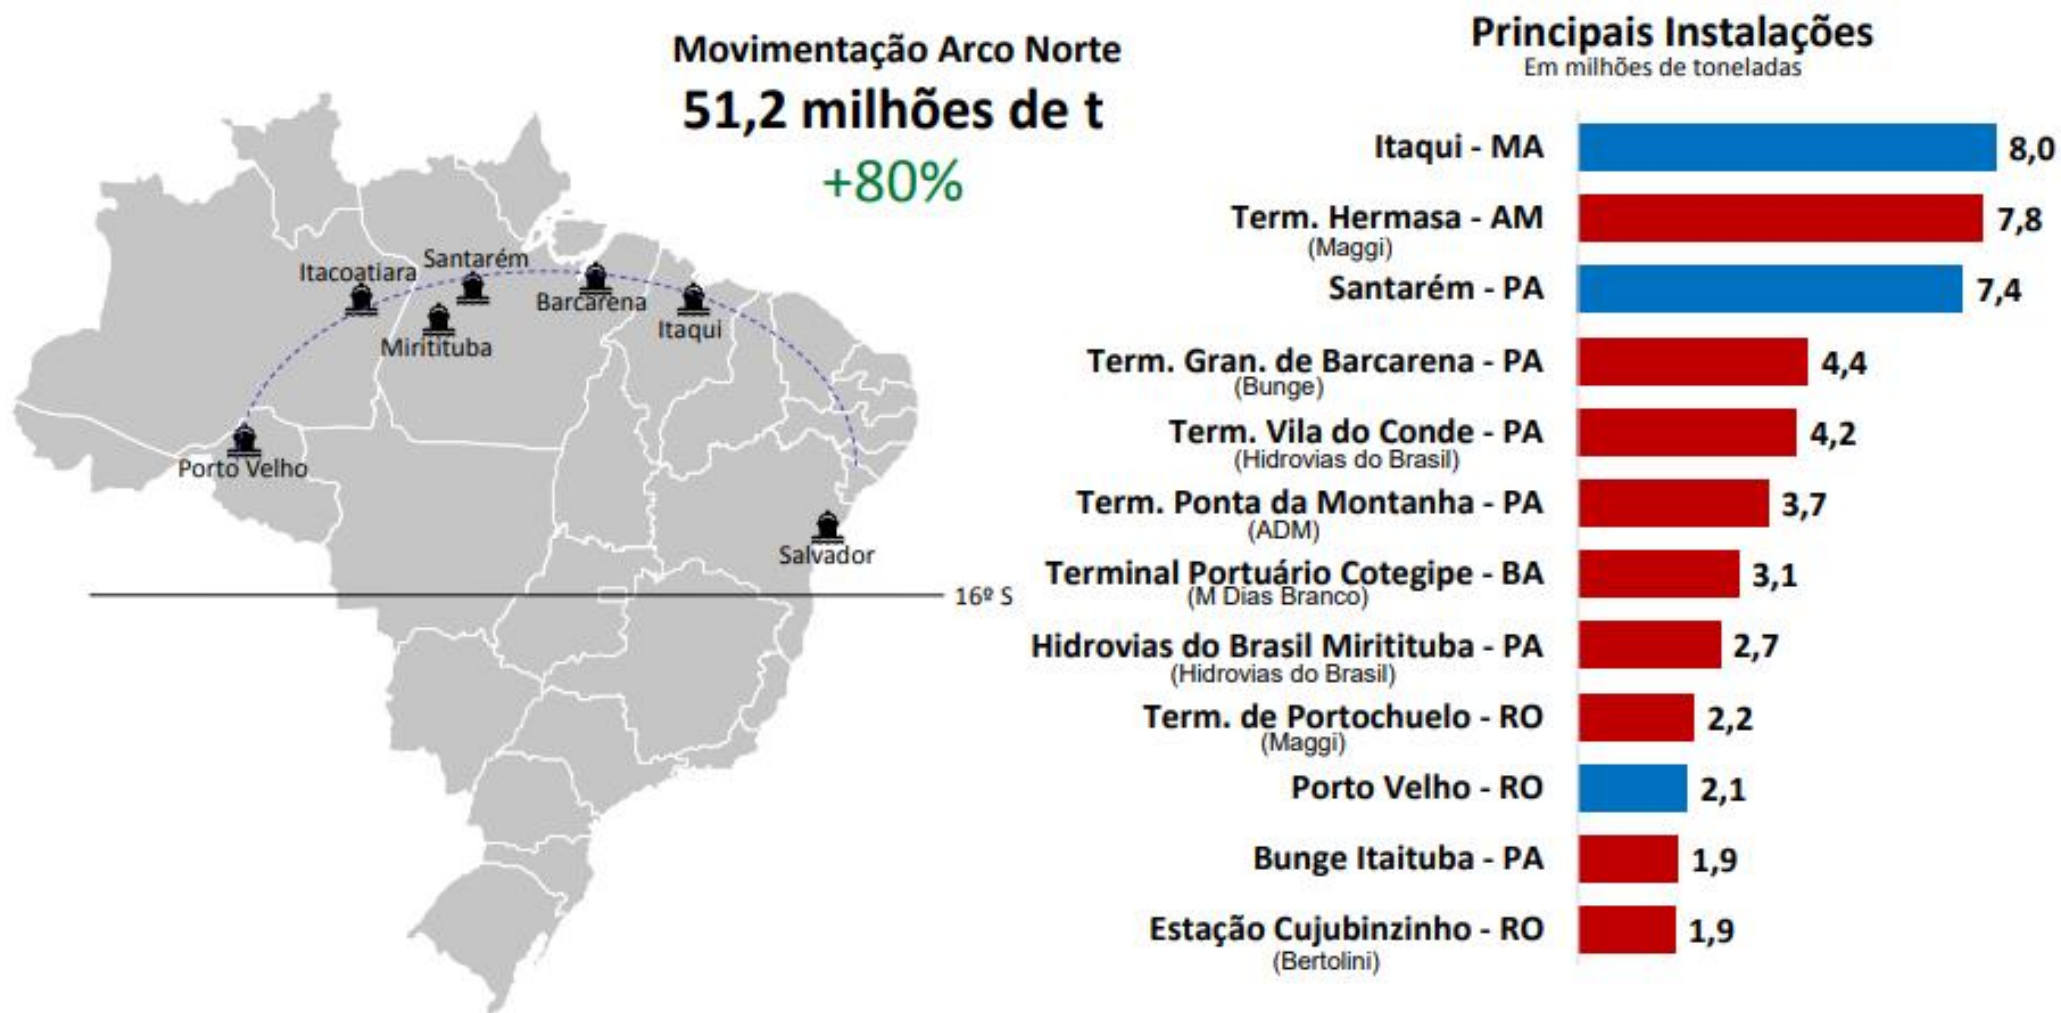 Movimentação Arco Norte
51,2 milhões de t
+80%
Santarém
Itacoatiara
Barcarena
Itaqui
Miritituba
Porto Velho
Salvador
16º S
Principais Instalações
Em milhões de toneladas
Itaqui - MA 8,0
Term. Hermasa - AM 7,8
(Maggi)
Santarém - PA 7,4
Term. Gran. de Barcarena - PA 4,4
(Bunge)
Term. Vila do Conde - PA 4,2
(Hidrovias do Brasil)
Term. Ponta da Montanha - PA 3,7
(ADM)
Terminal Portuário Cotegipe - BA 3,1
(M Dias Branco)
Hidrovias do Brasil Miritituba - PA 2,7
(Hidrovias do Brasil)
Term. de Portochuelo - RO 2,2
(Maggi)
Porto Velho - RO 2,1
Bunge Itaituba - PA 1,9
Estação Cujubinzinho - RO 1,9
(Bertolini)